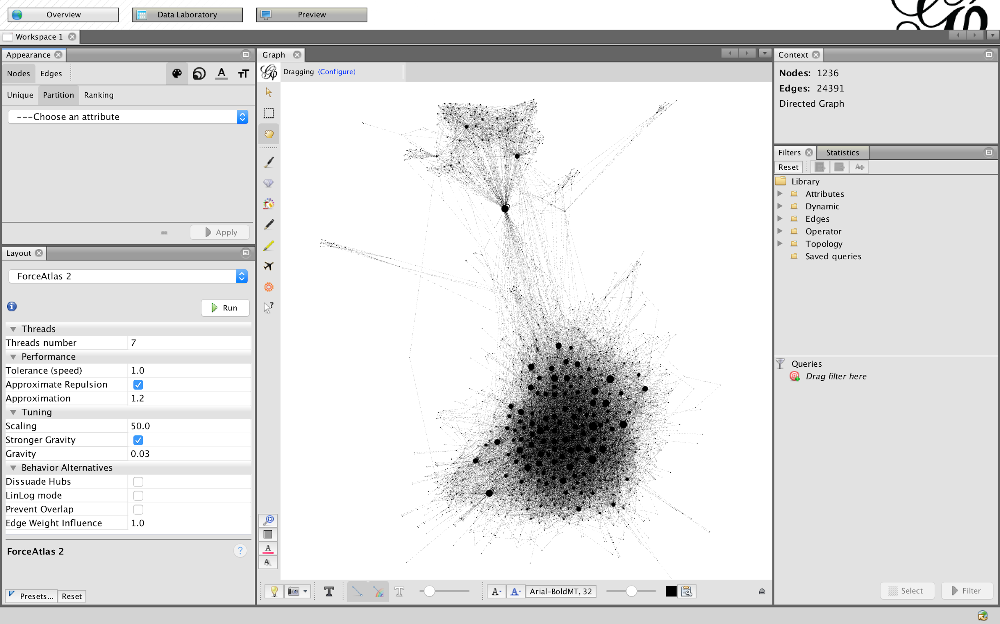 Overview
Data Laboratory
Preview
Workspace 1
Appearance
Nodes Edges
Unique Partition Ranking
---Choose an attribute
Apply
Layout
ForceAtlas 2
Run
Threads
Threads number 7
Performance
Tolerance (speed) 1.0
Approximate Repulsion
Approximation 1.2
Tuning
Scaling 50.0
Stronger Gravity
Gravity 0.03
Behavior Alternatives
Dissuade Hubs
LinLog mode
Prevent Overlap
Edge Weight Influence 1.0
ForceAtlas 2
?
Presets... Reset
Graph
Dragging (Configure)
Arial-BoldMT, 32
Context
Nodes: 1236
Edges: 24391
Directed Graph
Filters Statistics
Reset
Library
Attributes
Dynamic
Edges
Operator
Topology
Saved queries
Queries
Drag filter here
Select Filter